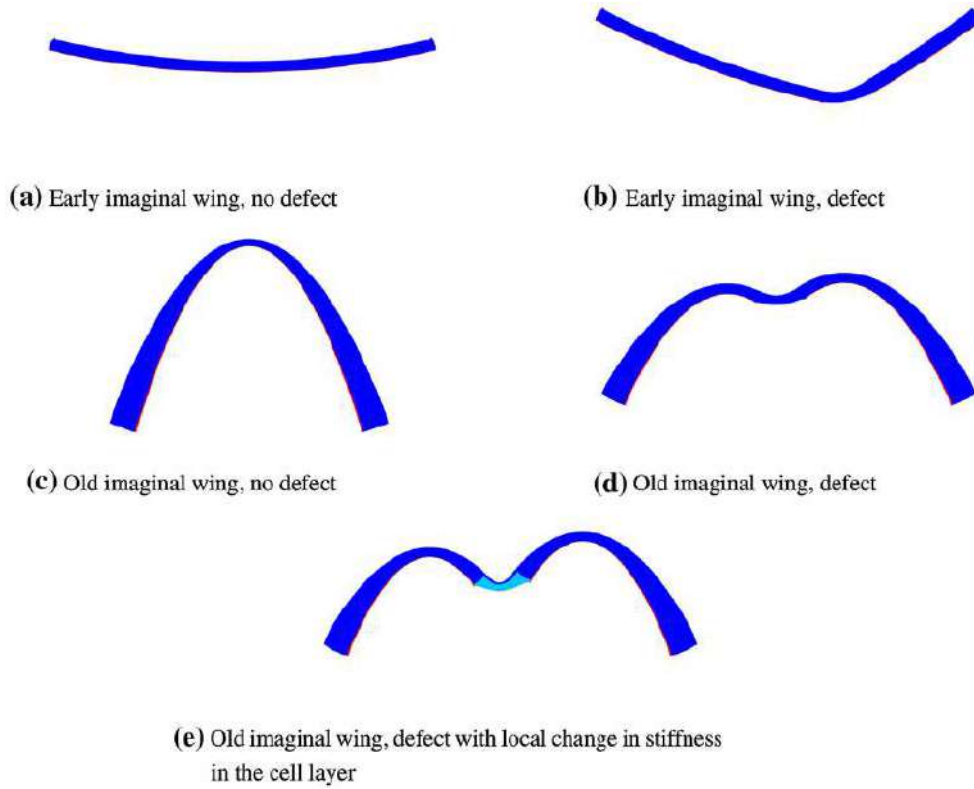 (a) Early imaginal wing, no defect
(b) Early imaginal wing, defect
(c) Old imaginal wing, no defect
(d) Old imaginal wing, defect
(e) Old imaginal wing, defect with local change in stiffness
in the cell layer